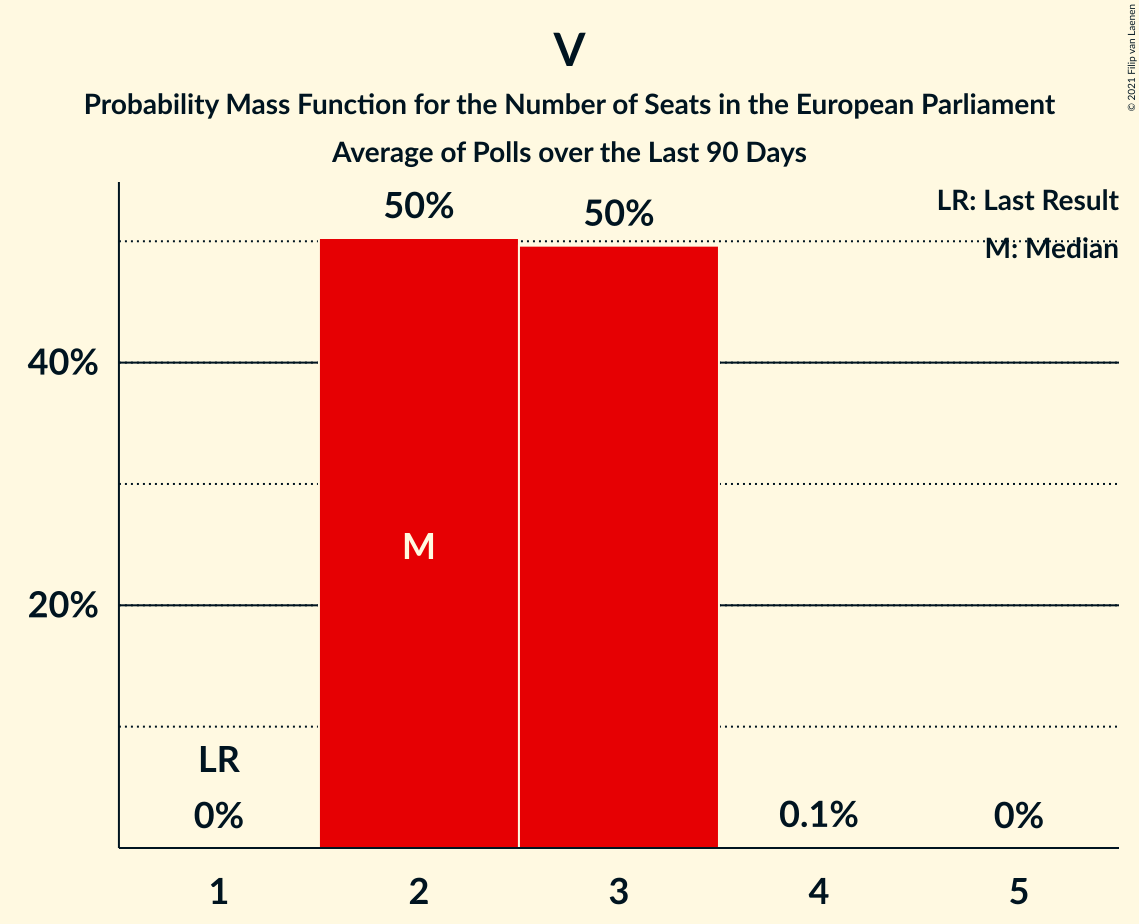 V
Probability Mass Function for the Number of Seats in the European Parliament
Average of Polls over the Last 90 Days
© 2021 Filip van Laenen
LR: Last Result
M: Median
50%
50%
40%
20%
M
LR
0%
0.1%
0%
1
2
3
4
5